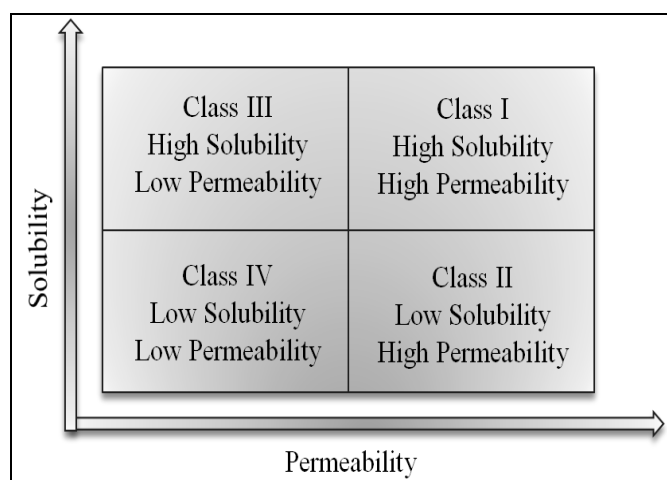 Class III
High Solubility
Low Permeability
Class I
High Solubility
High Permeability
Class IV
Low Solubility
Low Permeability
Class II
Low Solubility
High Permeability
Solubility
Permeability